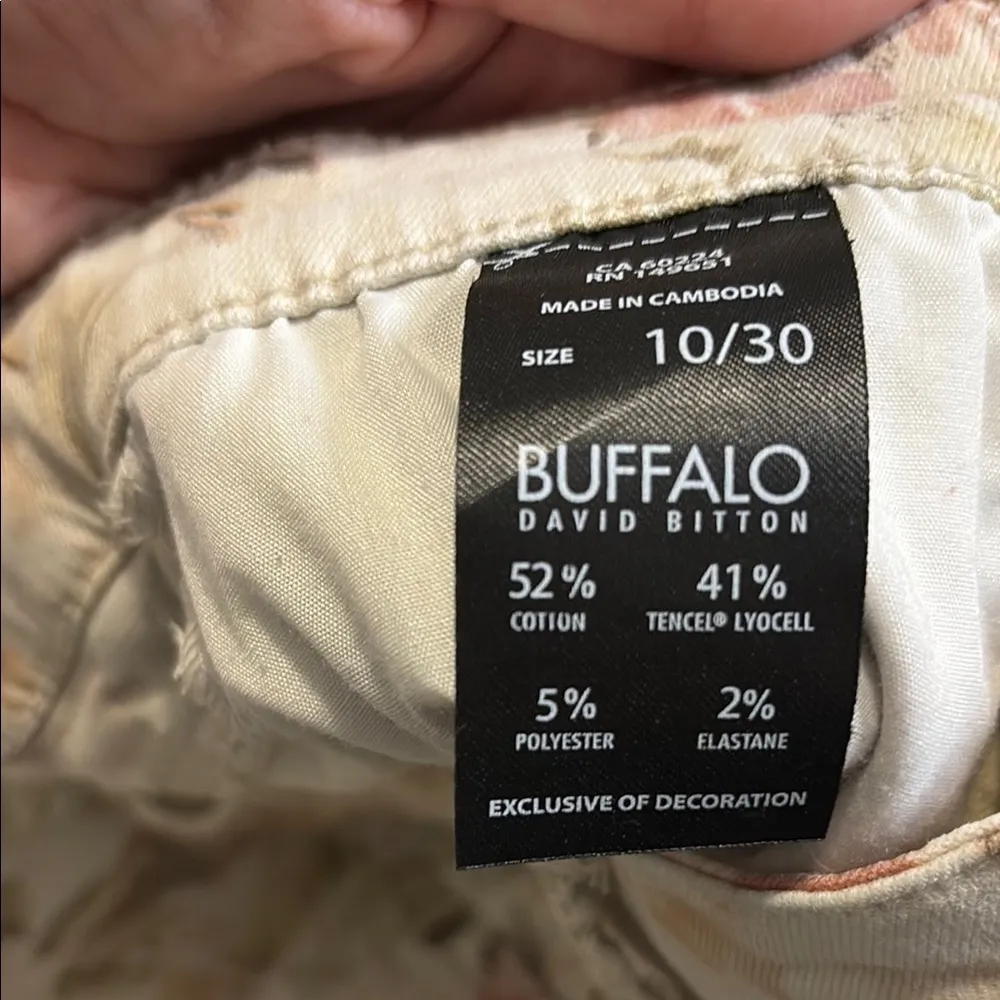 CA 60224
RN 149651
MADE IN CAMBODIA
SIZE 10/30
BUFFALO
DAVID BITTON
52% 41%
COTTON TENCEL® LYOCELL
5% 2%
POLYESTER ELASTANE
EXCLUSIVE OF DECORATION